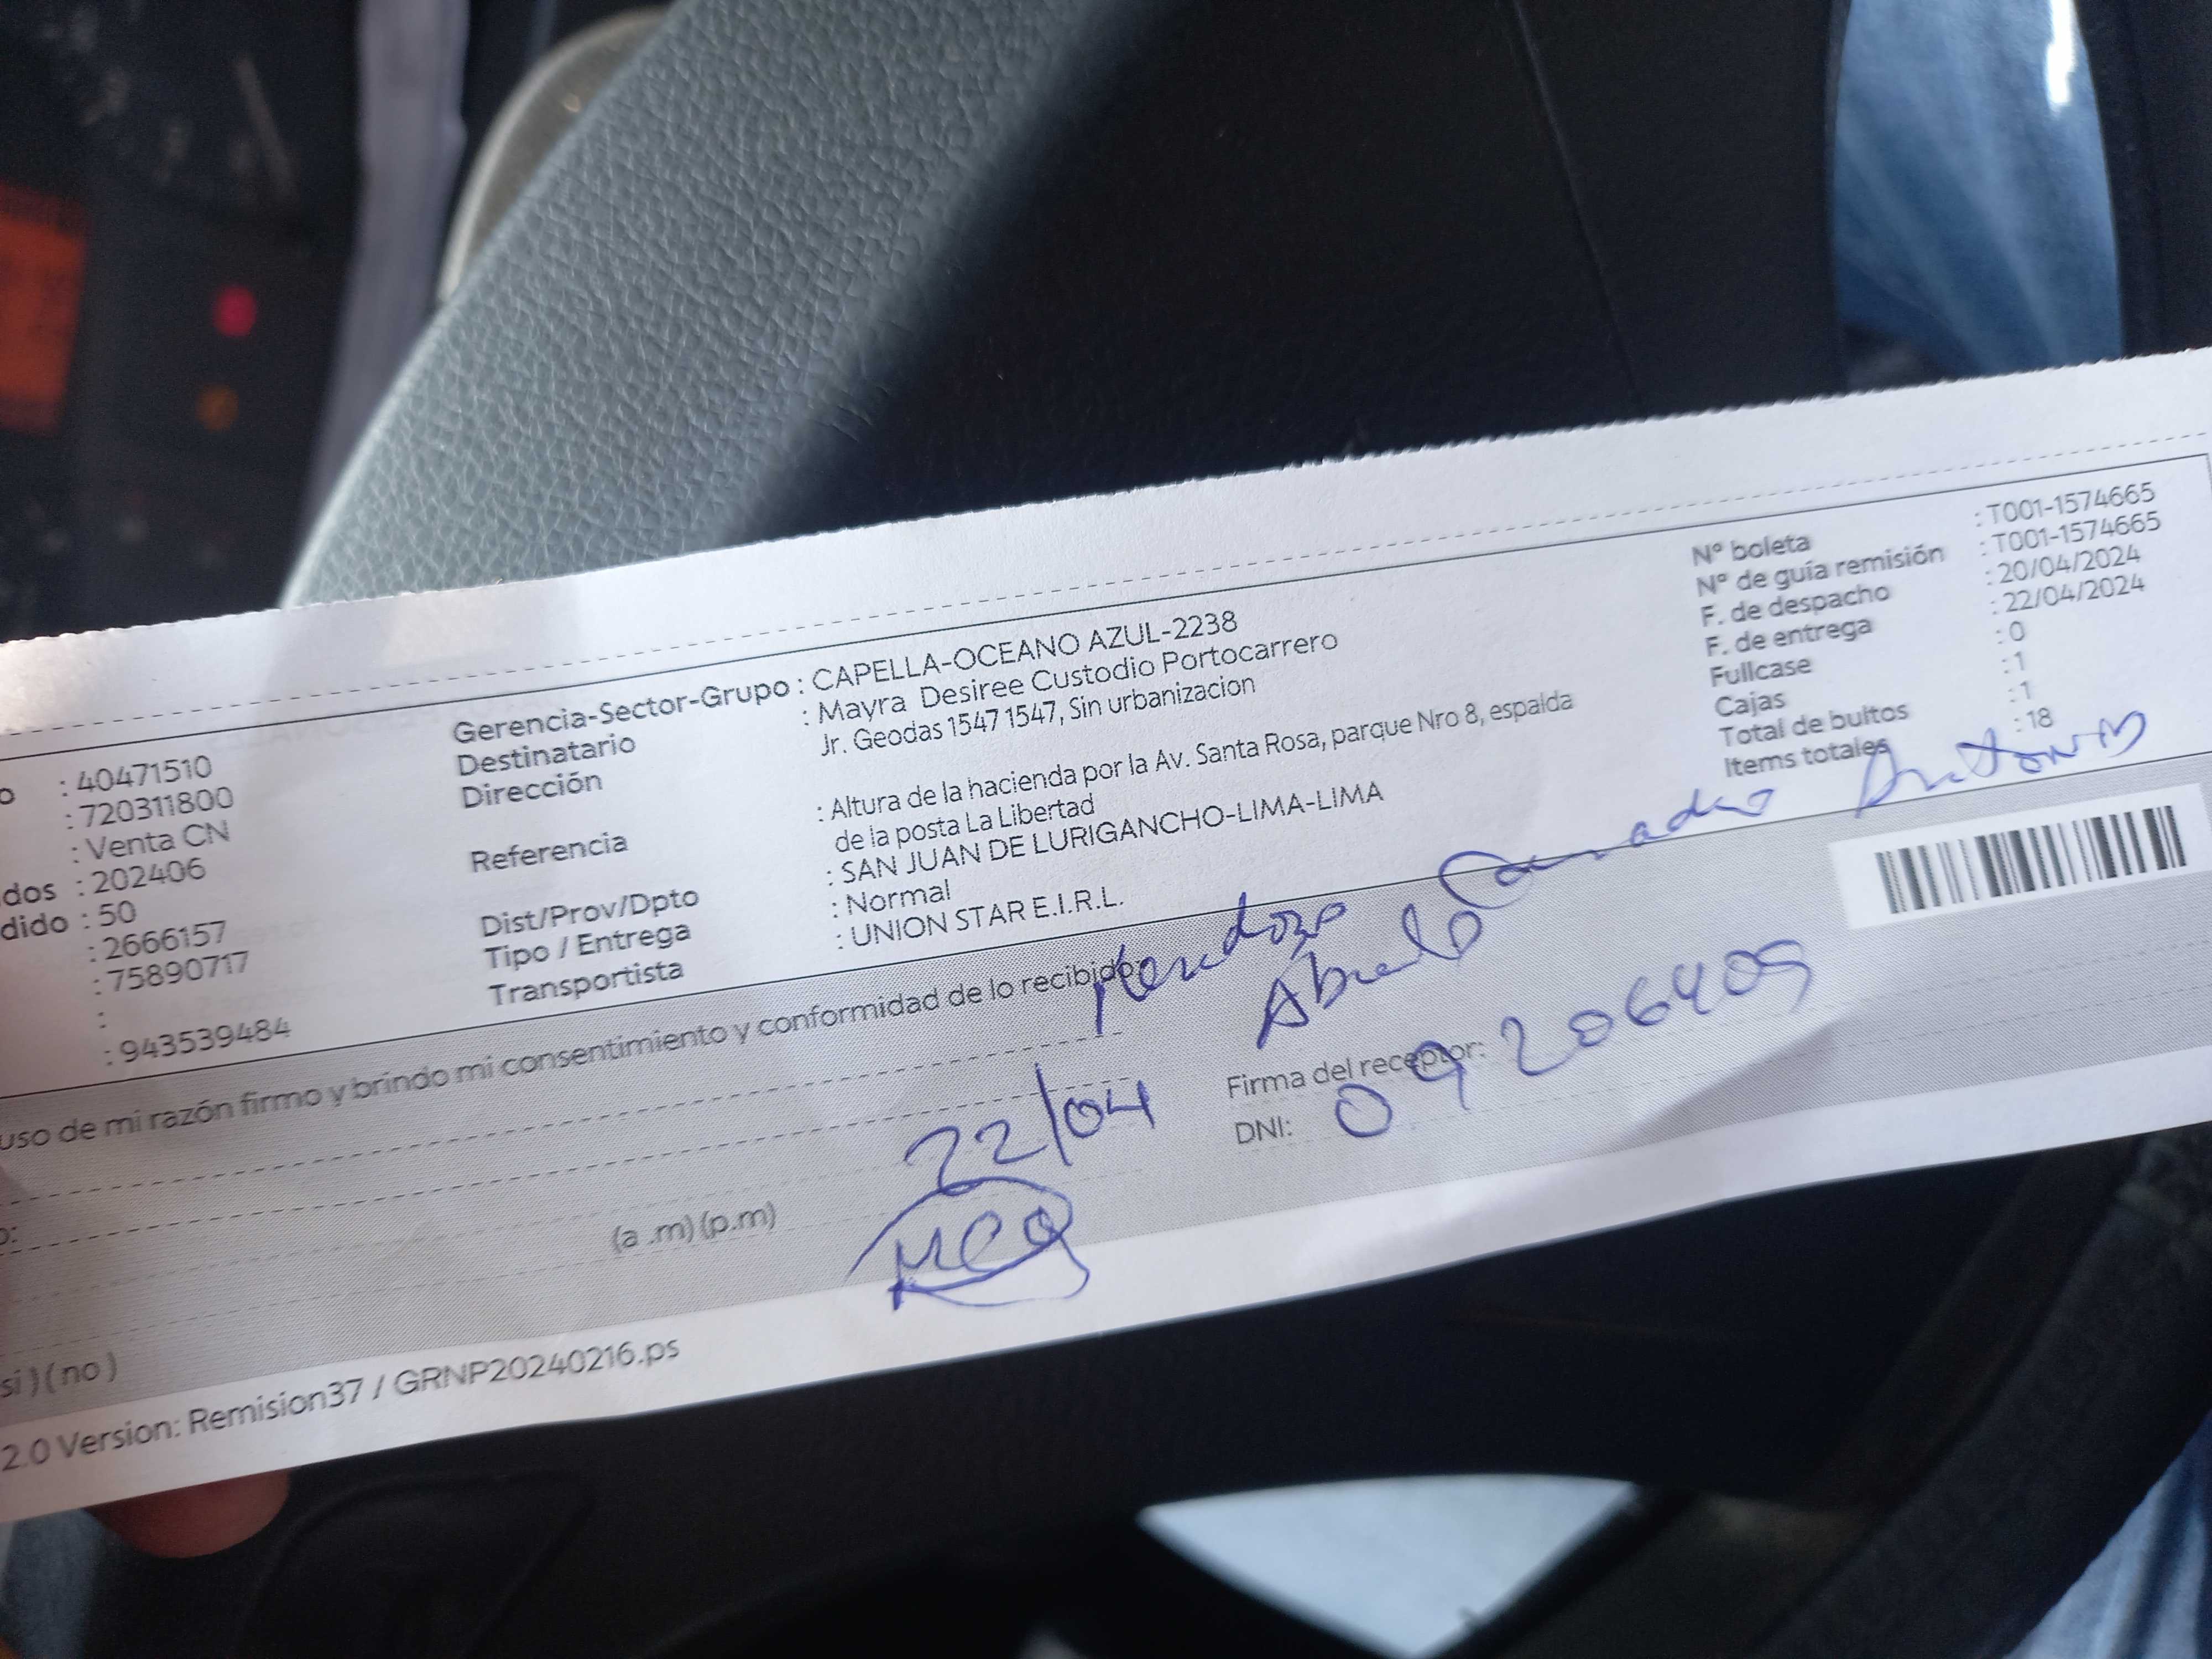 o : 40471510
: 720311800
: Venta CN
dos : 202406
dido : 50
: 2666157
: 75890717
:
: 943539484
Gerencia-Sector-Grupo : CAPELLA-OCEANO AZUL-2238
Destinatario : Mayra Desiree Custodio Portocarrero
Dirección Jr. Geodas 1547 1547, Sin urbanizacion
Referencia : Altura de la hacienda por la Av. Santa Rosa, parque Nro 8, espalda
de la posta La Libertad
Dist/Prov/Dpto : SAN JUAN DE LURIGANCHO-LIMA-LIMA
Tipo / Entrega : Normal
Transportista : UNION STAR E.I.R.L.
Nº boleta : T001-1574665
Nº de guía remisión : T001-1574665
F. de despacho : 20/04/2024
F. de entrega : 22/04/2024
Fullcase : 0
Cajas : 1
Total de bultos : 1
Items totales : 18
uso de mi razón firmo y brindo mi consentimiento y conformidad de lo recibido:
Mendoza
Antonio
22/04
Firma del receptor:
DNI: 09206409
o:
(a .m) (p.m)
si ) ( no )
2.0 Version: Remision37 / GRNP20240216.ps